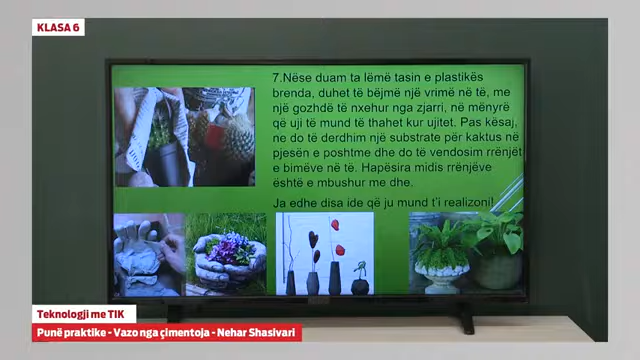 KLASA 6
7.Nëse duam ta lëmë tasin e plastikës
brenda, duhet të bëjmë një vrimë në të, me
një gozhdë të nxehur nga zjarri, në mënyrë
që uji të mund të thahet kur ujitet. Pas kësaj,
ne do të derdhim një substrate për kaktus në
pjesën e poshtme dhe do të vendosim rrënjët
e bimëve në të. Hapësira midis rrënjëve
është e mbushur me dhe.
Ja edhe disa ide që ju mund t'i realizoni!
Teknologji me TIK
Punë praktike - Vazo nga çimentoja - Nehar Shasivari